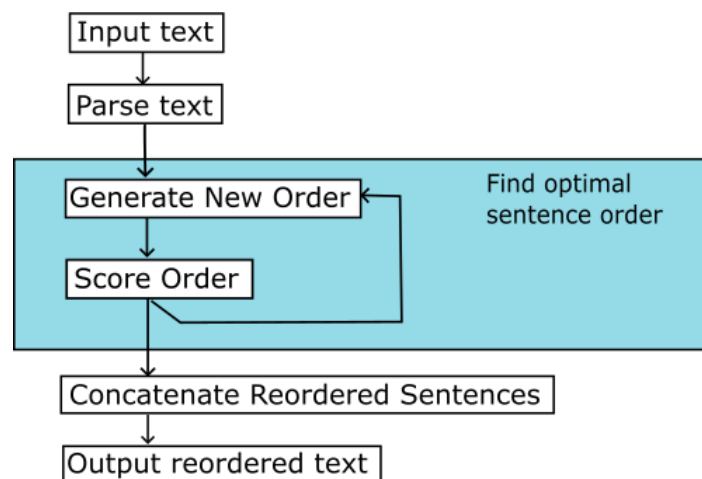 Input text
Parse text
Generate New Order
Find optimal
sentence order
Score Order
Concatenate Reordered Sentences
Output reordered text